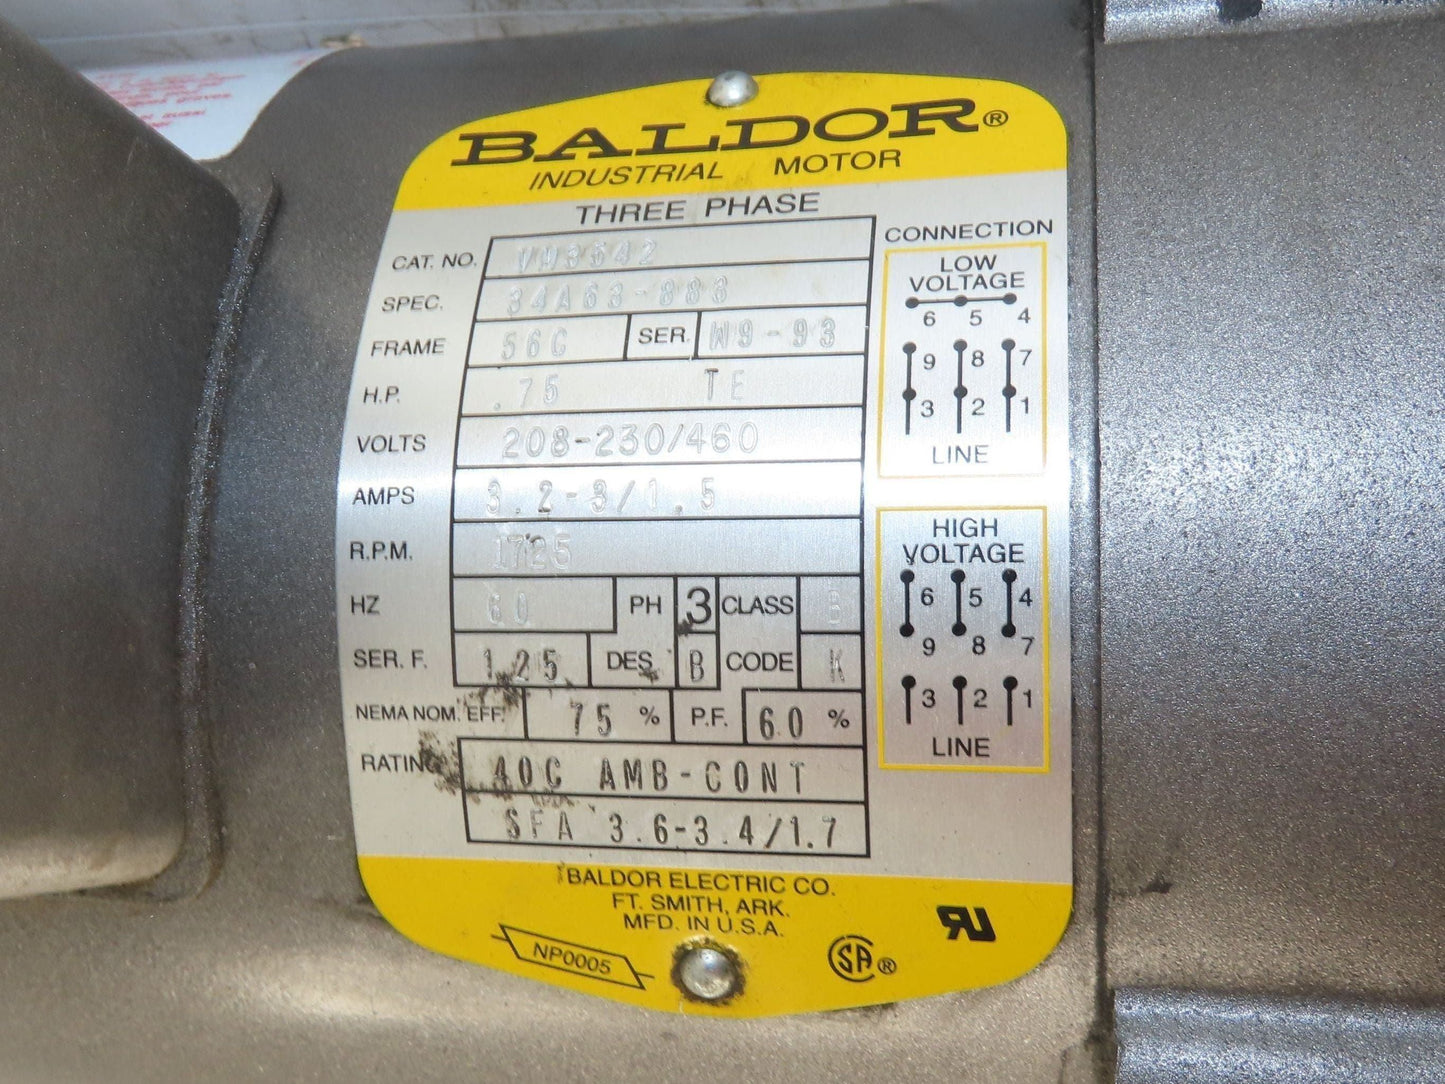 BALDOR®
INDUSTRIAL MOTOR
THREE PHASE
CAT. NO. VM3542
SPEC. 34A63-883
FRAME 56C SER. W9-93
H.P. .75 TE
VOLTS 208-230/460
AMPS 3.2-3/1.5
R.P.M. 1725
HZ 60 PH 3 CLASS B
SER. F. 1.25 DES B CODE K
NEMA NOM. EFF. 75 % P.F. 60 %
RATING 40C AMB-CONT
SFA 3.6-3.4/1.7
CONNECTION
LOW
VOLTAGE
6 5 4
9 8 7
3 2 1
LINE
HIGH
VOLTAGE
6 5 4
9 8 7
3 2 1
LINE
BALDOR ELECTRIC CO.
FT. SMITH, ARK.
MFD. IN U.S.A.
NP0005
SA®
RU